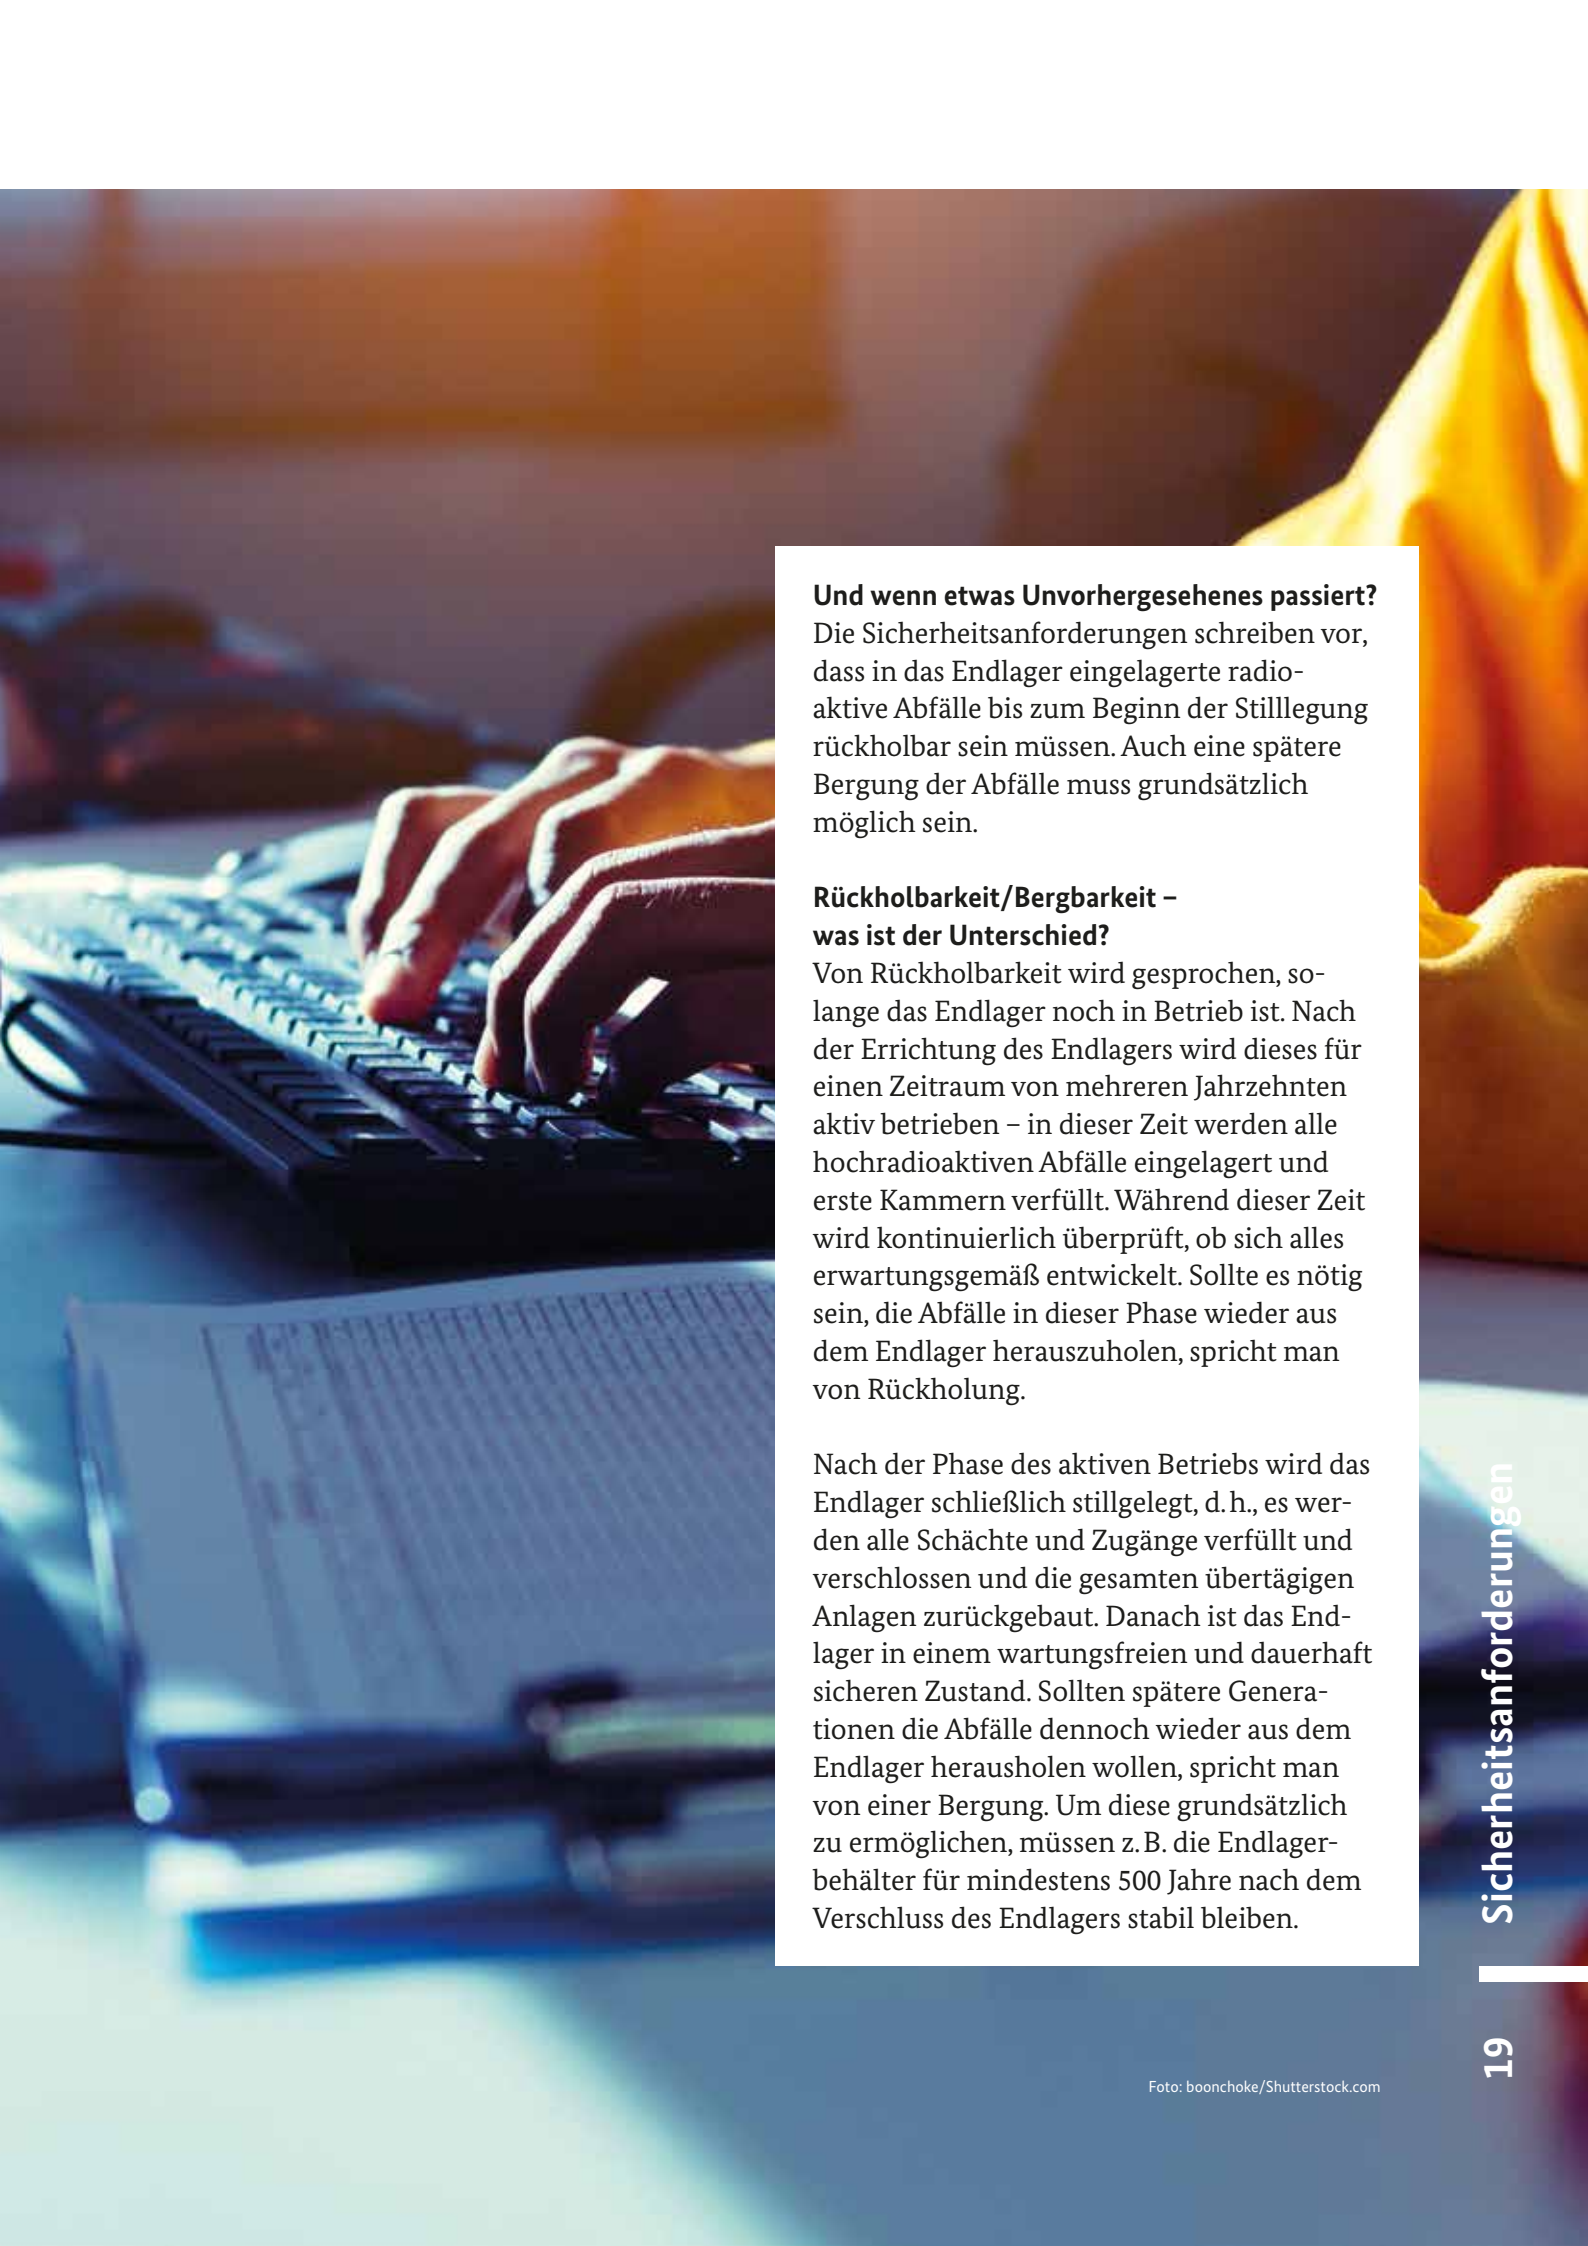 Und wenn etwas Unvorhergesehenes passiert?
Die Sicherheitsanforderungen schreiben vor,
dass in das Endlager eingelagerte radio-
aktive Abfälle bis zum Beginn der Stilllegung
rückholbar sein müssen. Auch eine spätere
Bergung der Abfälle muss grundsätzlich
möglich sein.

Rückholbarkeit/Bergbarkeit –
was ist der Unterschied?
Von Rückholbarkeit wird gesprochen, so-
lange das Endlager noch in Betrieb ist. Nach
der Errichtung des Endlagers wird dieses für
einen Zeitraum von mehreren Jahrzehnten
aktiv betrieben – in dieser Zeit werden alle
hochradioaktiven Abfälle eingelagert und
erste Kammern verfüllt. Während dieser Zeit
wird kontinuierlich überprüft, ob sich alles
erwartungsgemäß entwickelt. Sollte es nötig
sein, die Abfälle in dieser Phase wieder aus
dem Endlager herauszuholen, spricht man
von Rückholung.

Nach der Phase des aktiven Betriebs wird das
Endlager schließlich stillgelegt, d. h., es wer-
den alle Schächte und Zugänge verfüllt und
verschlossen und die gesamten übertägigen
Anlagen zurückgebaut. Danach ist das End-
lager in einem wartungsfreien und dauerhaft
sicheren Zustand. Sollten spätere Genera-
tionen die Abfälle dennoch wieder aus dem
Endlager herausholen wollen, spricht man
von einer Bergung. Um diese grundsätzlich
zu ermöglichen, müssen z. B. die Endlager-
behälter für mindestens 500 Jahre nach dem
Verschluss des Endlagers stabil bleiben.

Foto: boonchoke/Shutterstock.com
Sicherheitsanforderungen
19